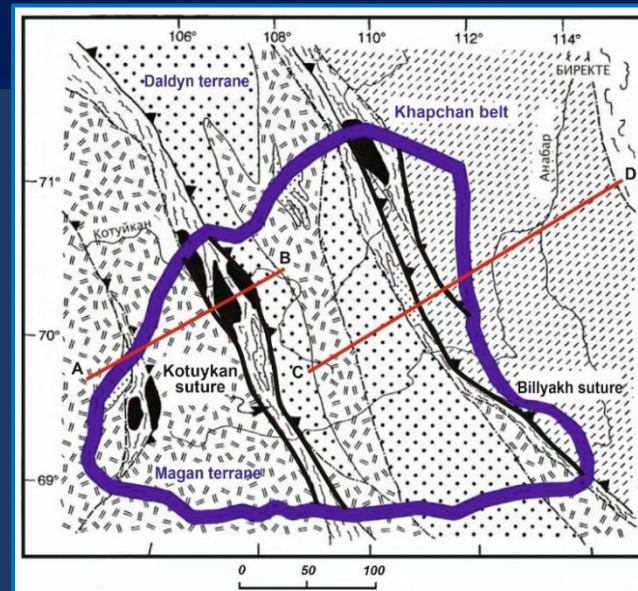 106° 108° 110° 112° 114°
БИРЕКТЕ
Daldyn terrane
Khapchan belt
Анабар
71°
D
Котуйкан
B
70°
A
C
Kotuykan
suture
Billyakh suture
Magan terrane
69°
0 50 100